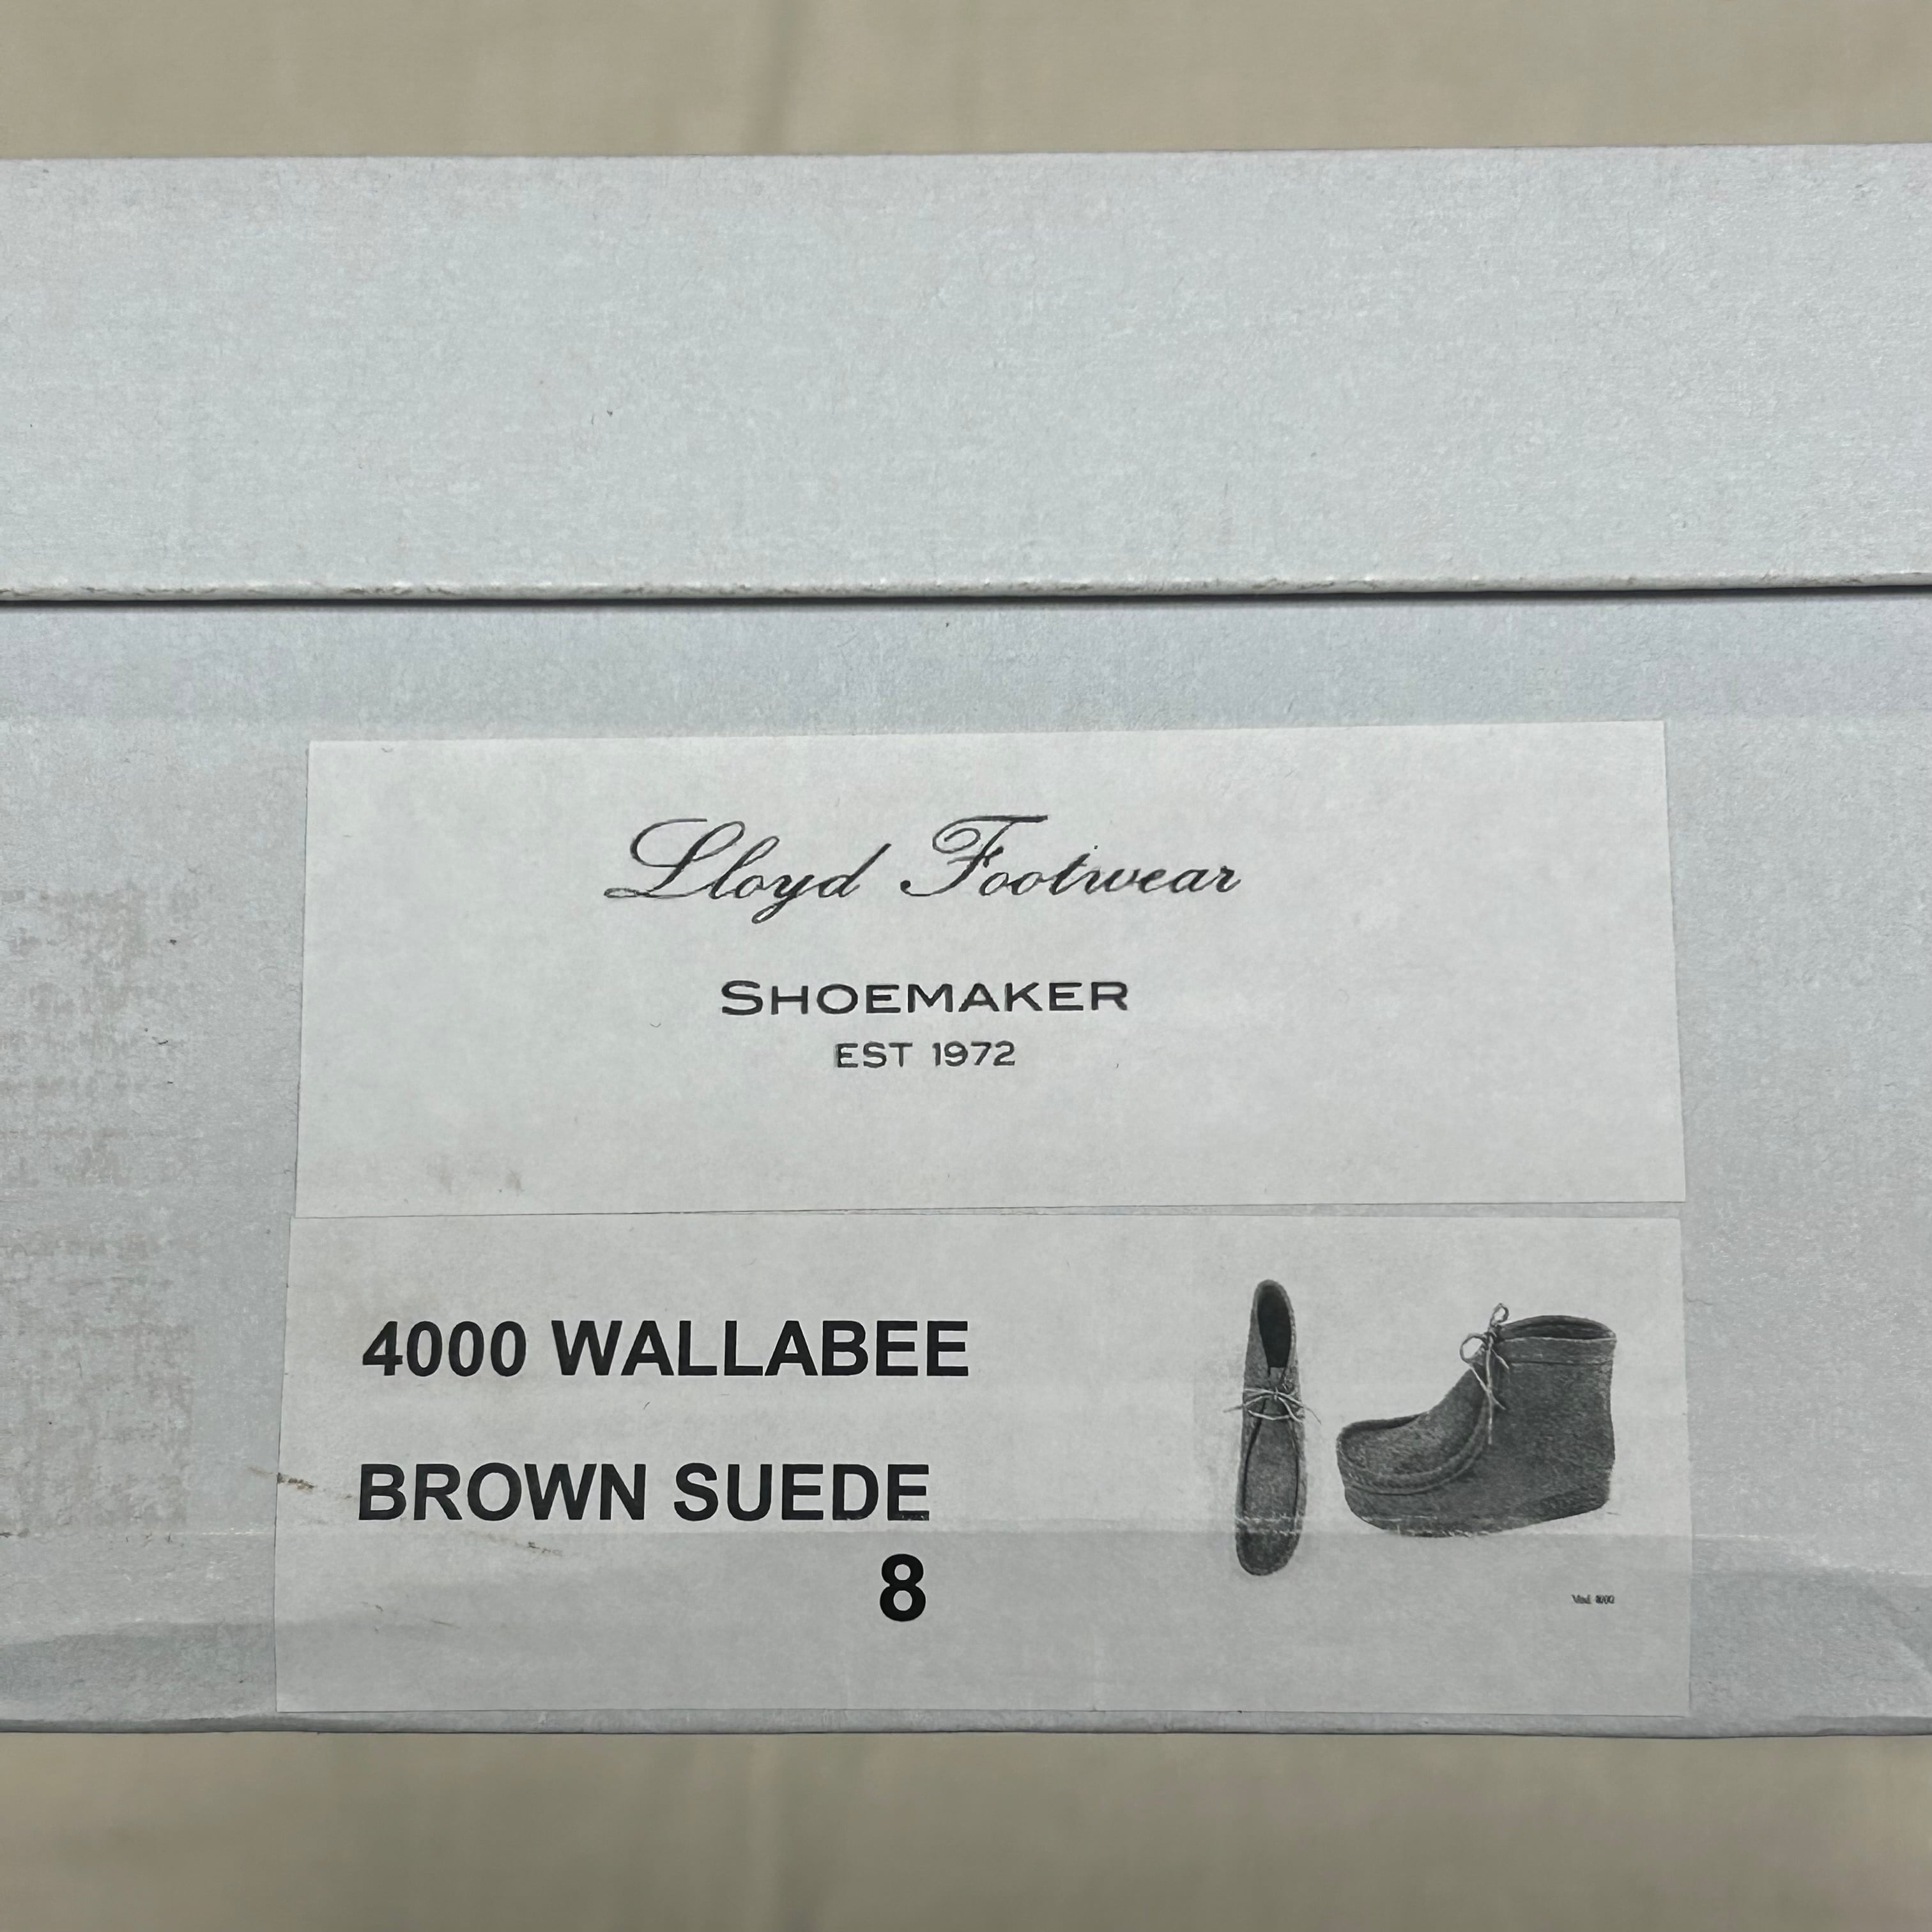 Lloyd Footwear
SHOEMAKER
EST 1972
4000 WALLABEE
BROWN SUEDE
8